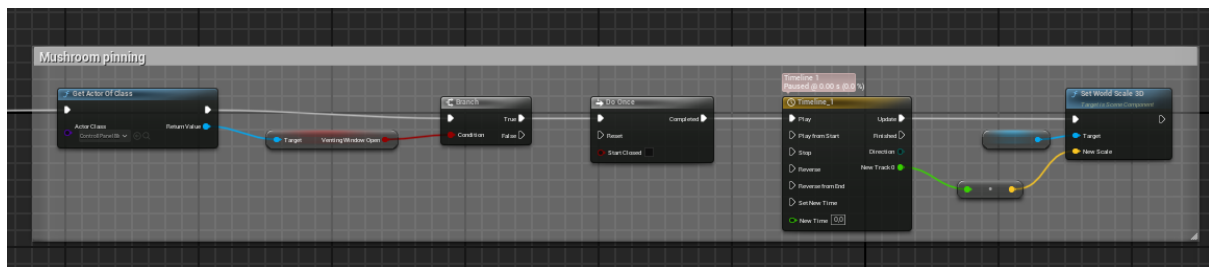 Mushroom pinning
Get Actor Of Class
Actor Class
Return Value
Target
Venting Window Open
Branch
True
Condition
False
Do Once
Completed
Reset
Start Closed
Timeline 1
Paused @ 0.00 s (0.0 %)
Timeline_1
Play
Update
Play from Start
Finished
Stop
Direction
Reverse
New Track 0
Reverse from End
Set New Time
New Time 0,0
Set World Scale 3D
Target is Scene Component
Target
New Scale